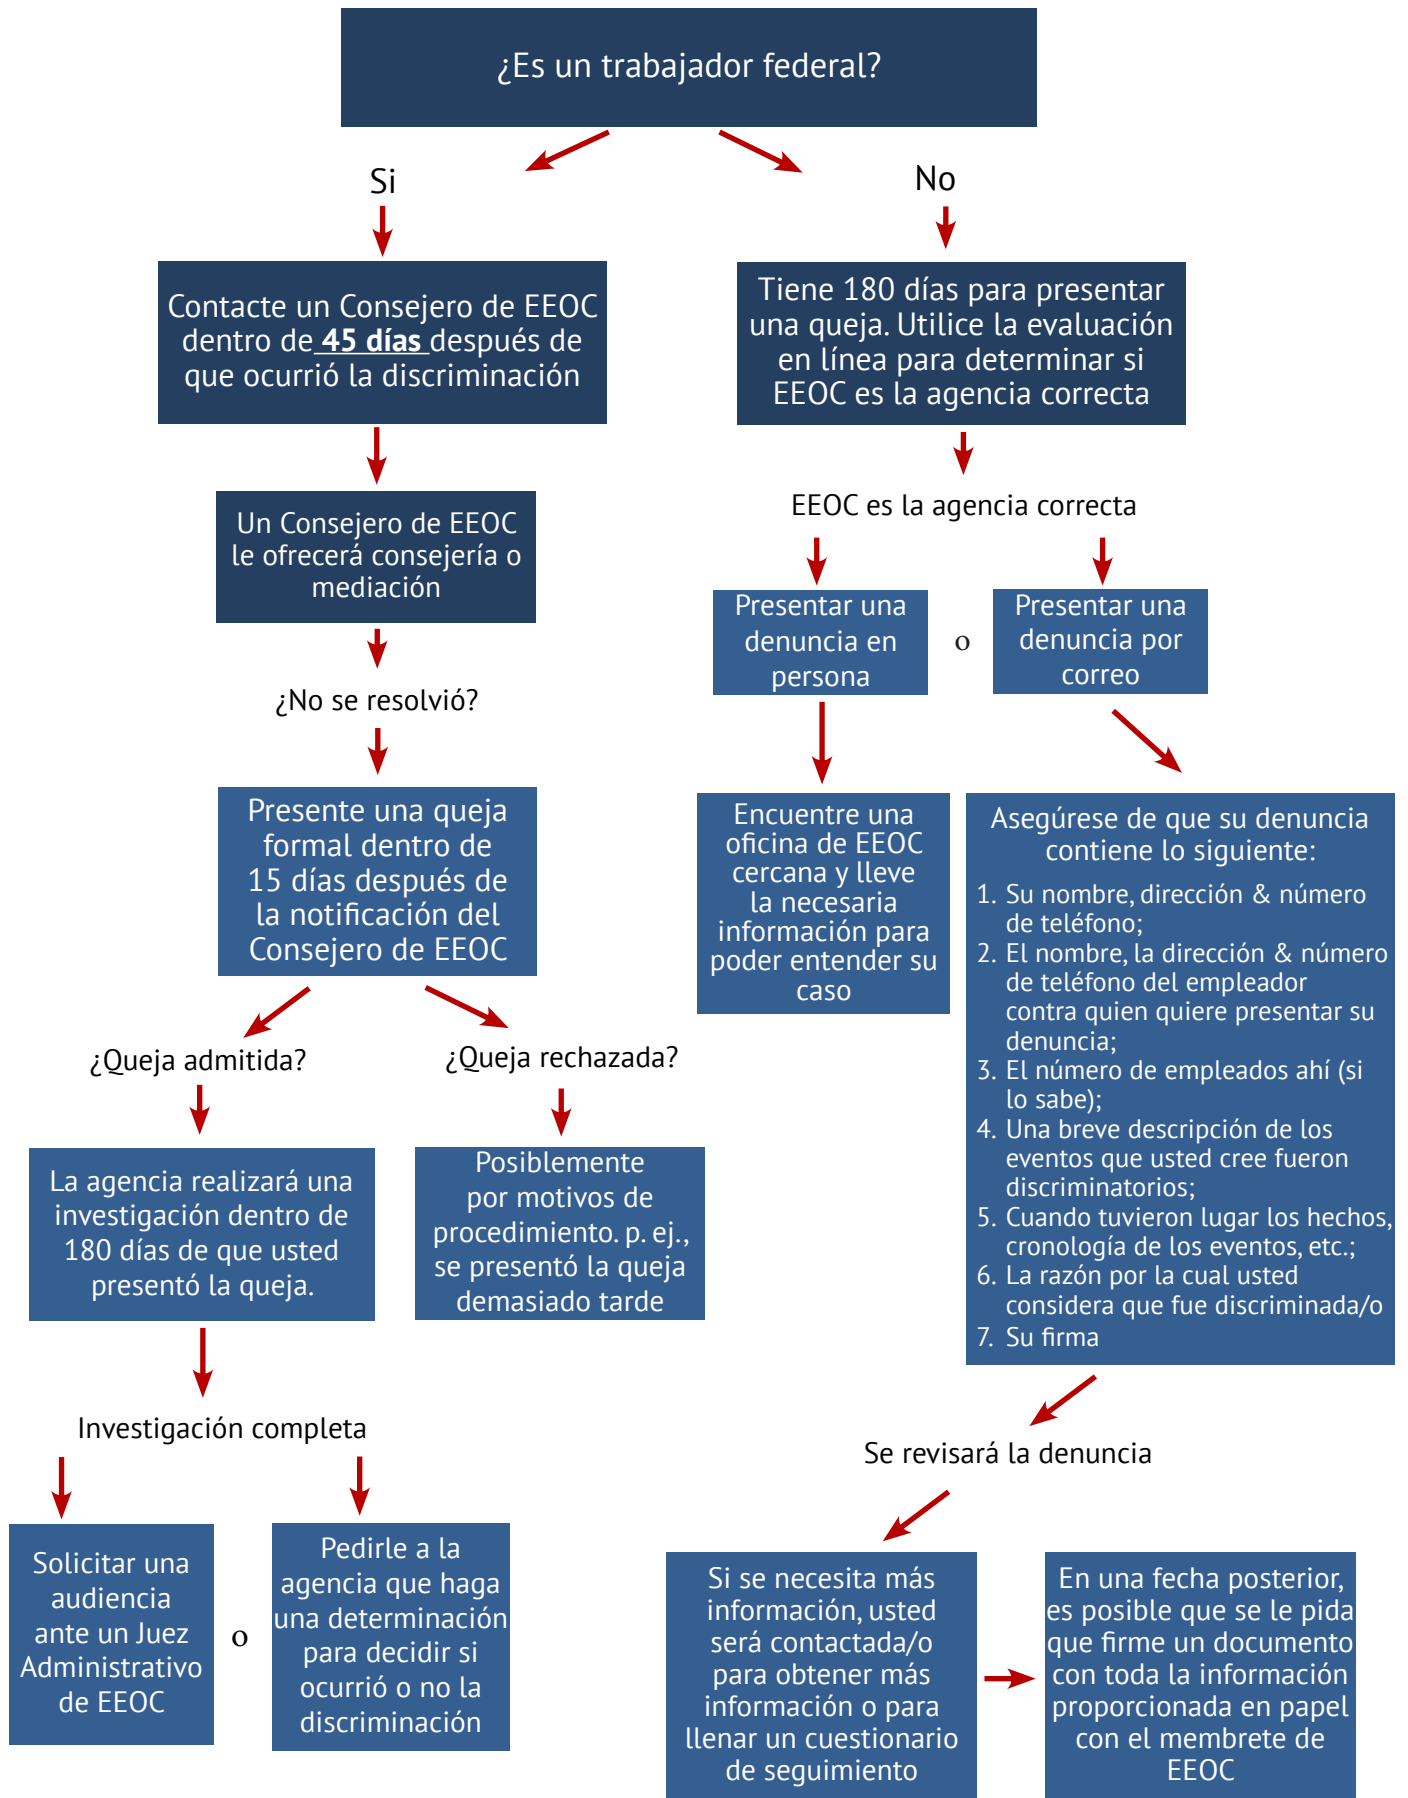 ¿Es un trabajador federal?
Si
No
Contacte un Consejero de EEOC
dentro de 45 días después de
que ocurrió la discriminación
Tiene 180 días para presentar
una queja. Utilice la evaluación
en línea para determinar si
EEOC es la agencia correcta
Un Consejero de EEOC
le ofrecerá consejería o
mediación
EEOC es la agencia correcta
Presentar una
denuncia en
persona
o
Presentar una
denuncia por
correo
¿No se resolvió?
Presente una queja
formal dentro de
15 días después de
la notificación del
Consejero de EEOC
Encuentre una
oficina de EEOC
cercana y lleve
la necesaria
información para
poder entender su
caso
Asegúrese de que su denuncia
contiene lo siguiente:
1. Su nombre, dirección & número
de teléfono;
2. El nombre, la dirección & número
de teléfono del empleador
contra quien quiere presentar su
denuncia;
3. El número de empleados ahí (si
lo sabe);
4. Una breve descripción de los
eventos que usted cree fueron
discriminatorios;
5. Cuando tuvieron lugar los hechos,
cronología de los eventos, etc.;
6. La razón por la cual usted
considera que fue discriminada/o
7. Su firma
¿Queja admitida?
¿Queja rechazada?
La agencia realizará una
investigación dentro de
180 días de que usted
presentó la queja.
Posiblemente
por motivos de
procedimiento. p. ej.,
se presentó la queja
demasiado tarde
Investigación completa
Se revisará la denuncia
Solicitar una
audiencia
ante un Juez
Administrativo
de EEOC
o
Pedirle a la
agencia que haga
una determinación
para decidir si
ocurrió o no la
discriminación
Si se necesita más
información, usted
será contactada/o
para obtener más
información o para
llenar un cuestionario
de seguimiento
En una fecha posterior,
es posible que se le pida
que firme un documento
con toda la información
proporcionada en papel
con el membrete de
EEOC